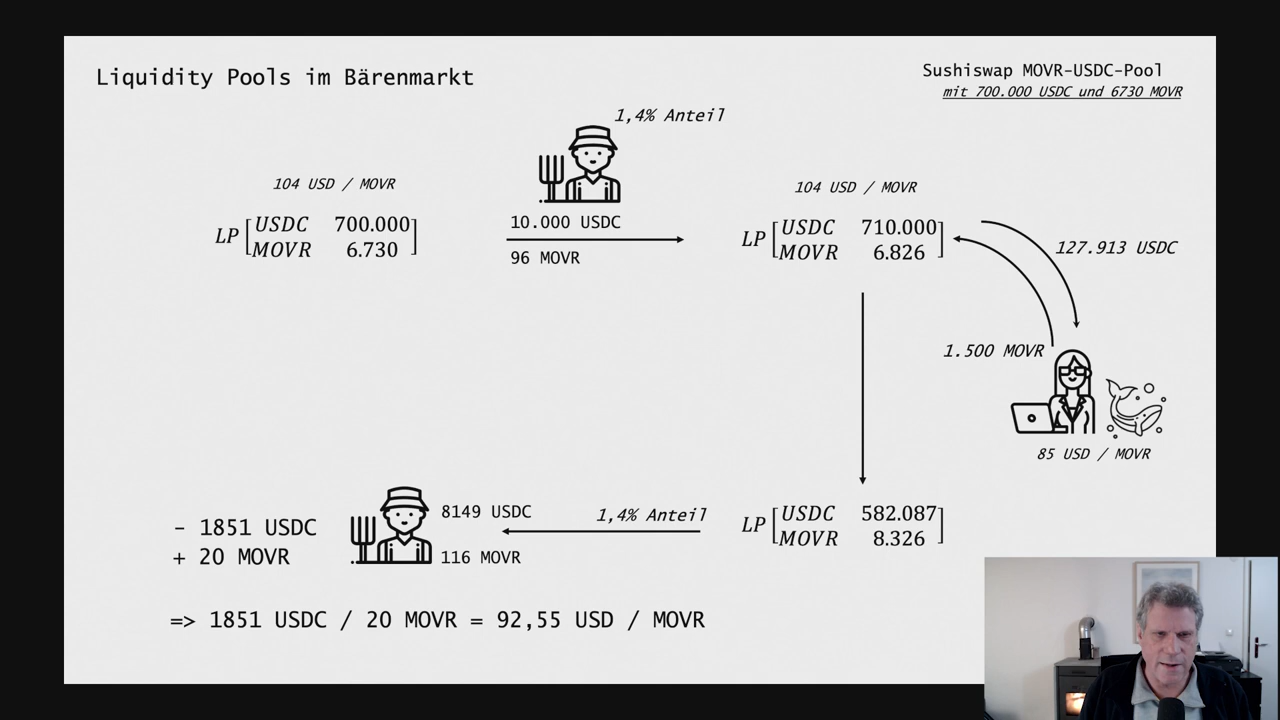 Liquidity Pools im Bärenmarkt
Sushiswap MOVR-USDC-Pool
mit 700.000 USDC und 6730 MOVR
1,4% Anteil
104 USD / MOVR
LP [USDC 700.000
MOVR 6.730]
10.000 USDC
96 MOVR
104 USD / MOVR
LP [USDC 710.000
MOVR 6.826]
127.913 USDC
1.500 MOVR
85 USD / MOVR
LP [USDC 582.087
MOVR 8.326]
1,4% Anteil
8149 USDC
116 MOVR
- 1851 USDC
+ 20 MOVR
=> 1851 USDC / 20 MOVR = 92,55 USD / MOVR